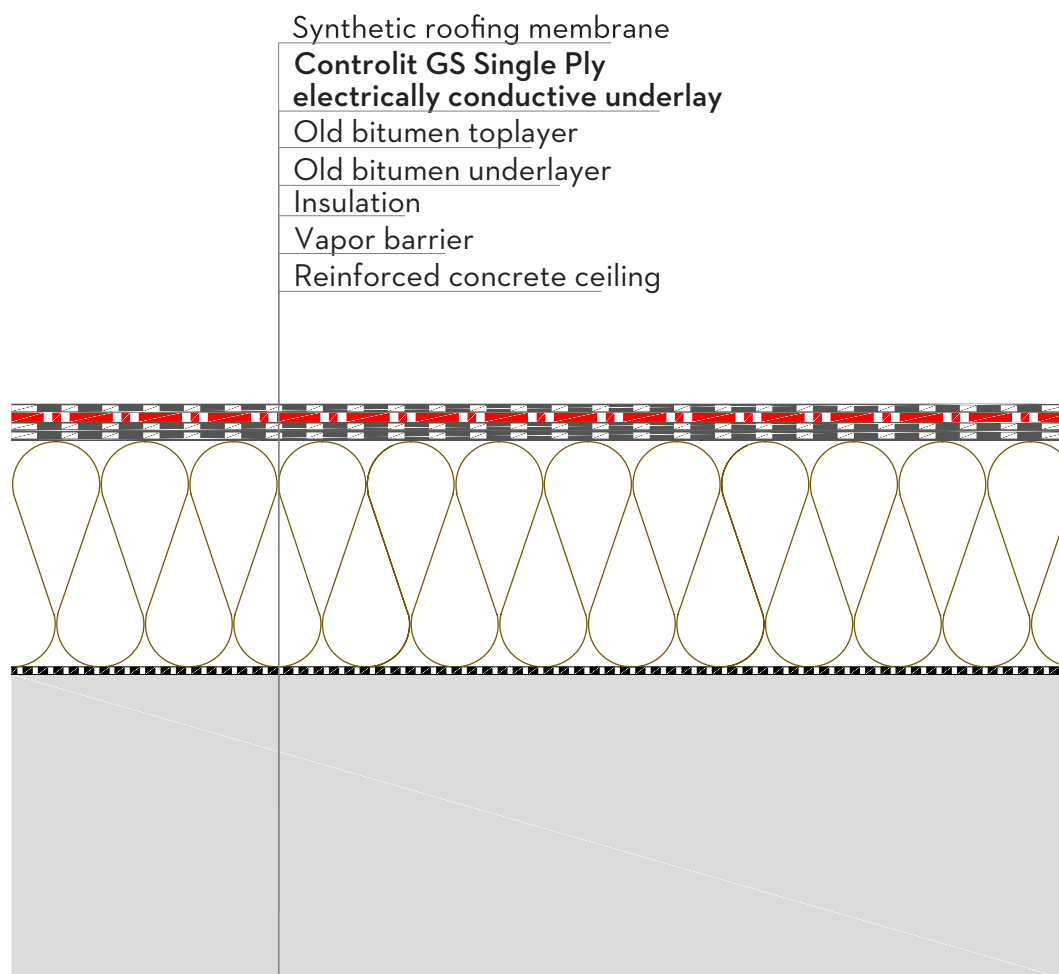 Synthetic roofing membrane
Controlit GS Single Ply
electrically conductive underlay
Old bitumen toplayer
Old bitumen underlayer
Insulation
Vapor barrier
Reinforced concrete ceiling